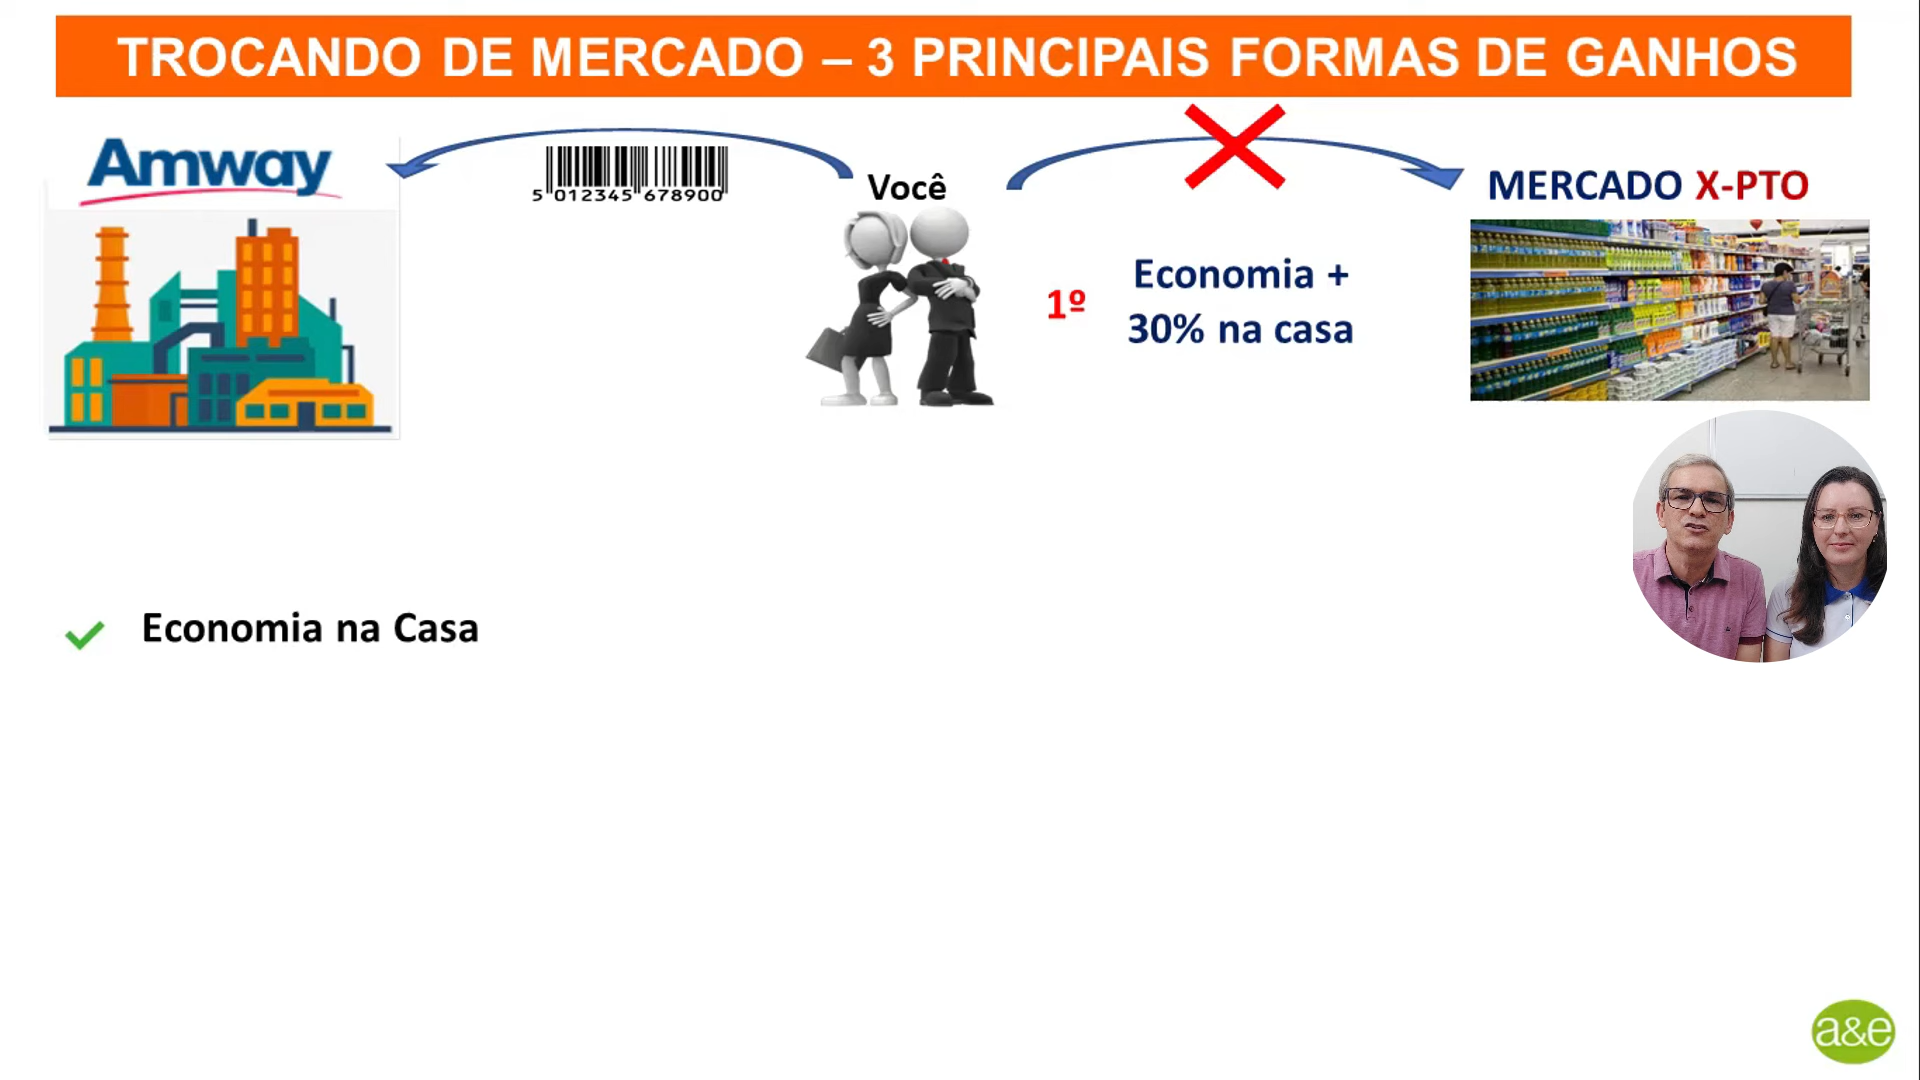 TROCANDO DE MERCADO – 3 PRINCIPAIS FORMAS DE GANHOS
Amway
5 012345 678900
Você
MERCADO X-PTO
1º
Economia +
30% na casa
Economia na Casa
a&e